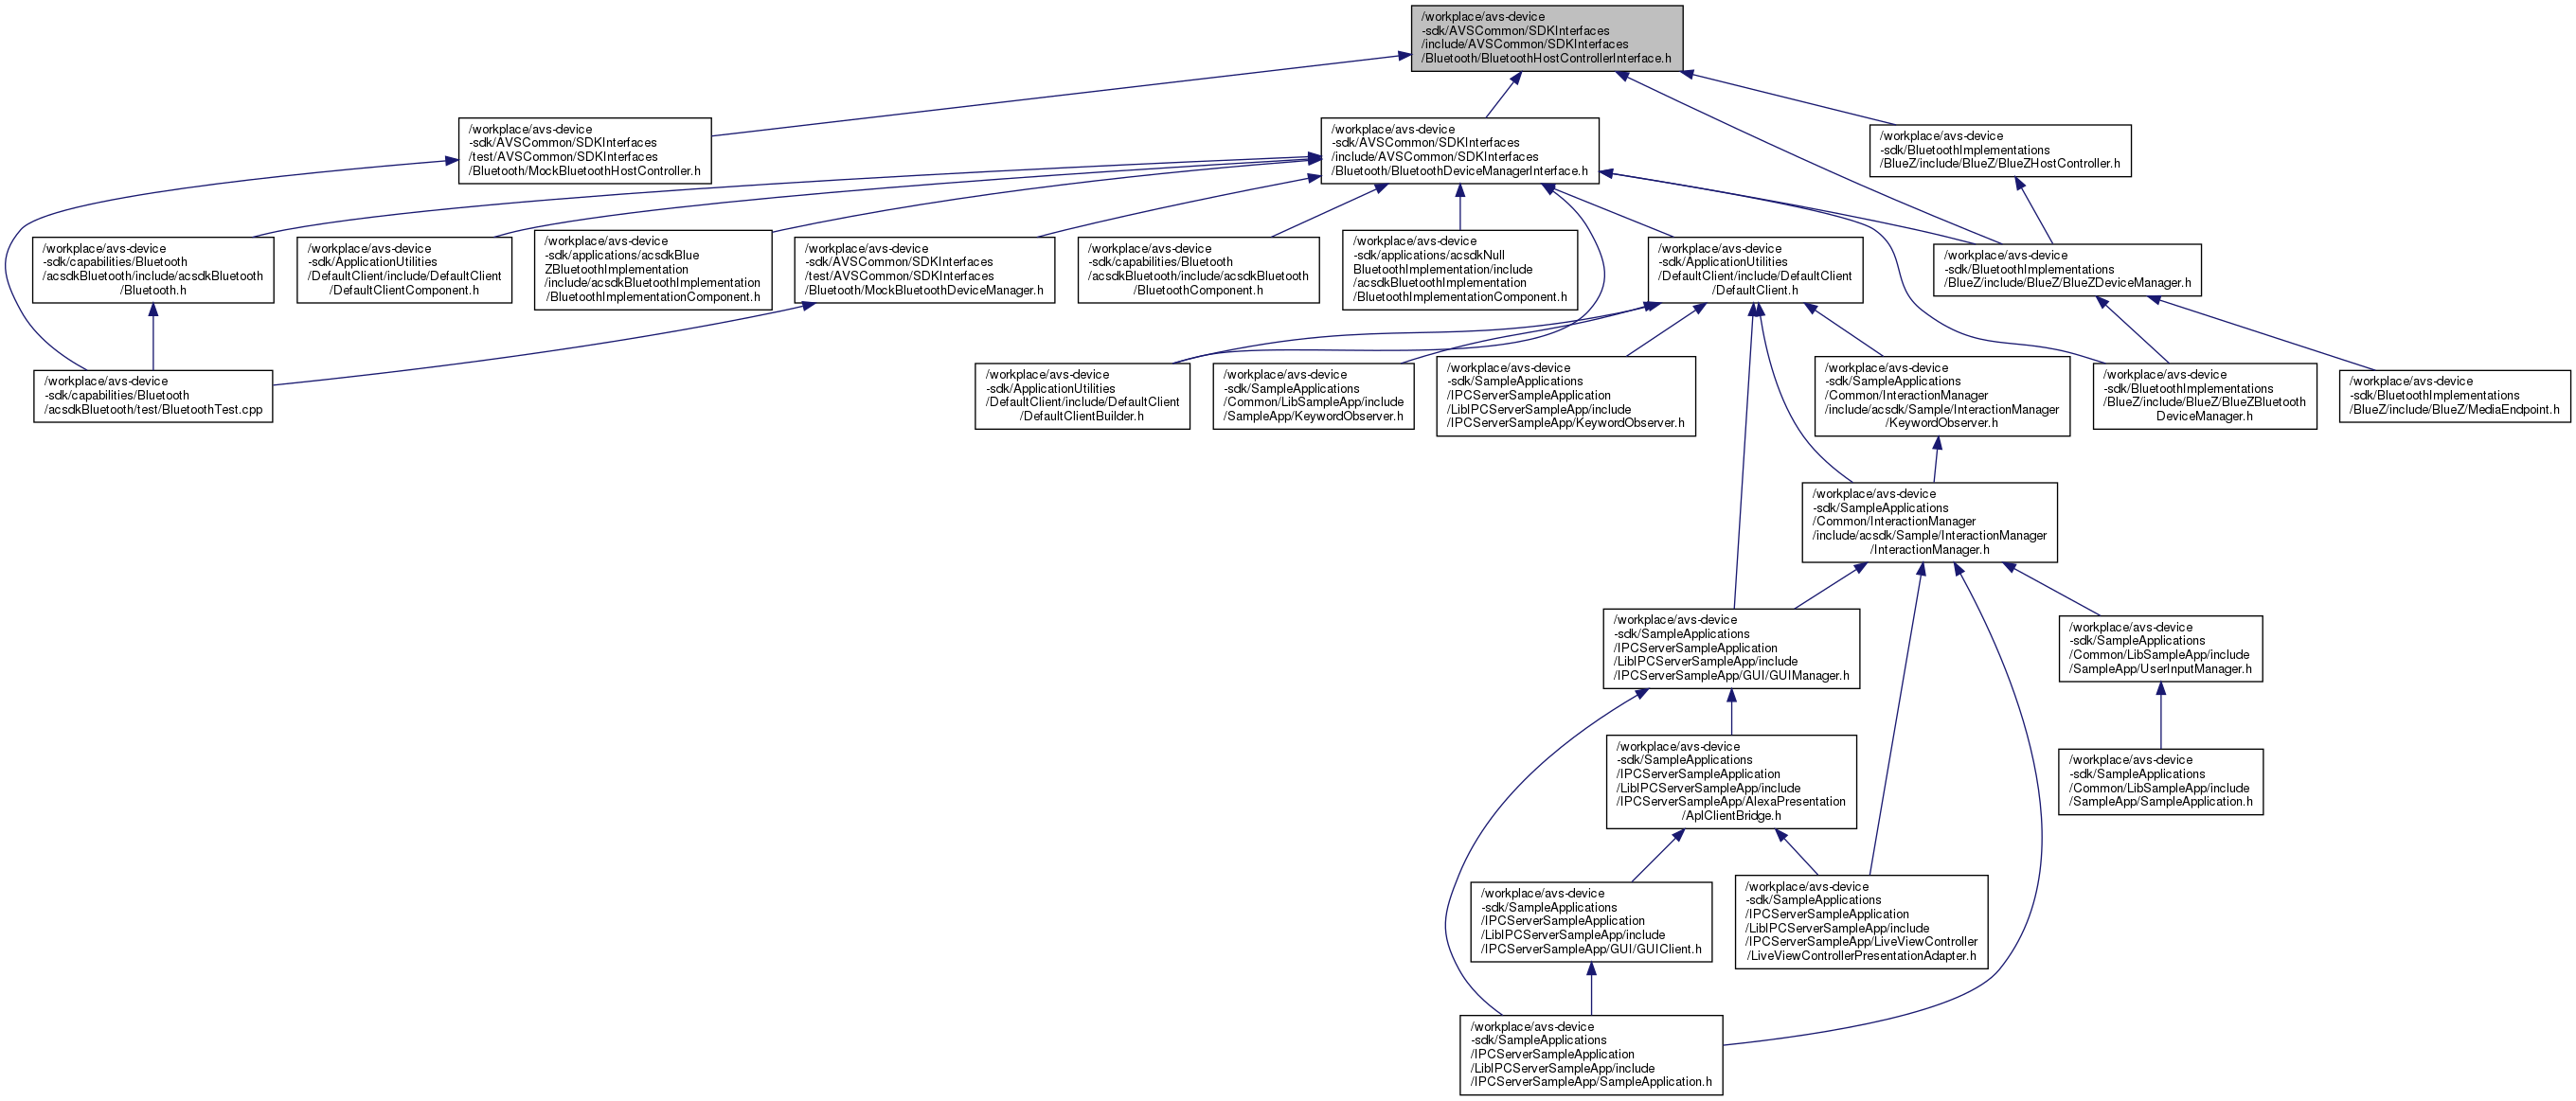 /workplace/avs-device
-sdk/AVSCommon/SDKInterfaces
/include/AVSCommon/SDKInterfaces
/Bluetooth/BluetoothHostControllerInterface.h
/workplace/avs-device
-sdk/AVSCommon/SDKInterfaces
/test/AVSCommon/SDKInterfaces
/Bluetooth/MockBluetoothHostController.h
/workplace/avs-device
-sdk/AVSCommon/SDKInterfaces
/include/AVSCommon/SDKInterfaces
/Bluetooth/BluetoothDeviceManagerInterface.h
/workplace/avs-device
-sdk/BluetoothImplementations
/BlueZ/include/BlueZ/BlueZHostController.h
/workplace/avs-device
-sdk/capabilities/Bluetooth
/acsdkBluetooth/include/acsdkBluetooth
/Bluetooth.h
/workplace/avs-device
-sdk/ApplicationUtilities
/DefaultClient/include/DefaultClient
/DefaultClientComponent.h
/workplace/avs-device
-sdk/applications/acsdkBlue
ZBluetoothImplementation
/include/acsdkBluetoothImplementation
/BluetoothImplementationComponent.h
/workplace/avs-device
-sdk/AVSCommon/SDKInterfaces
/test/AVSCommon/SDKInterfaces
/Bluetooth/MockBluetoothDeviceManager.h
/workplace/avs-device
-sdk/capabilities/Bluetooth
/acsdkBluetooth/include/acsdkBluetooth
/BluetoothComponent.h
/workplace/avs-device
-sdk/applications/acsdkNull
BluetoothImplementation/include
/acsdkBluetoothImplementation
/BluetoothImplementationComponent.h
/workplace/avs-device
-sdk/ApplicationUtilities
/DefaultClient/include/DefaultClient
/DefaultClient.h
/workplace/avs-device
-sdk/BluetoothImplementations
/BlueZ/include/BlueZ/BlueZDeviceManager.h
/workplace/avs-device
-sdk/capabilities/Bluetooth
/acsdkBluetooth/test/BluetoothTest.cpp
/workplace/avs-device
-sdk/ApplicationUtilities
/DefaultClient/include/DefaultClient
/DefaultClientBuilder.h
/workplace/avs-device
-sdk/SampleApplications
/Common/LibSampleApp/include
/SampleApp/KeywordObserver.h
/workplace/avs-device
-sdk/SampleApplications
/IPCServerSampleApplication
/LibIPCServerSampleApp/include
/IPCServerSampleApp/KeywordObserver.h
/workplace/avs-device
-sdk/SampleApplications
/Common/InteractionManager
/include/acsdk/Sample/InteractionManager
/KeywordObserver.h
/workplace/avs-device
-sdk/BluetoothImplementations
/BlueZ/include/BlueZ/BlueZBluetooth
DeviceManager.h
/workplace/avs-device
-sdk/BluetoothImplementations
/BlueZ/include/BlueZ/MediaEndpoint.h
/workplace/avs-device
-sdk/SampleApplications
/Common/InteractionManager
/include/acsdk/Sample/InteractionManager
/InteractionManager.h
/workplace/avs-device
-sdk/SampleApplications
/IPCServerSampleApplication
/LibIPCServerSampleApp/include
/IPCServerSampleApp/GUI/GUIManager.h
/workplace/avs-device
-sdk/SampleApplications
/Common/LibSampleApp/include
/SampleApp/UserInputManager.h
/workplace/avs-device
-sdk/SampleApplications
/IPCServerSampleApplication
/LibIPCServerSampleApp/include
/IPCServerSampleApp/AlexaPresentation
/AplClientBridge.h
/workplace/avs-device
-sdk/SampleApplications
/Common/LibSampleApp/include
/SampleApp/SampleApplication.h
/workplace/avs-device
-sdk/SampleApplications
/IPCServerSampleApplication
/LibIPCServerSampleApp/include
/IPCServerSampleApp/GUI/GUIClient.h
/workplace/avs-device
-sdk/SampleApplications
/IPCServerSampleApplication
/LibIPCServerSampleApp/include
/IPCServerSampleApp/LiveViewController
/LiveViewControllerPresentationAdapter.h
/workplace/avs-device
-sdk/SampleApplications
/IPCServerSampleApplication
/LibIPCServerSampleApp/include
/IPCServerSampleApp/SampleApplication.h